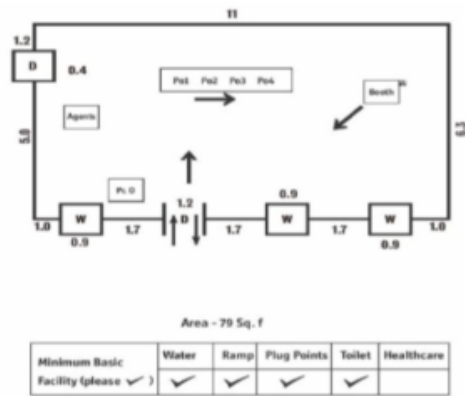 11
1.2
D
0.4
Po1 Po2 Po3 Po4
Booth
Agents
5.0
6.5
Pr. O
1.2
0.9
1.0
W
1.7
D
W
W
0.9
1.7
1.7
0.9
1.0
Area - 79 Sq. f
Minimum Basic
Facility (please ✓)
Water
Ramp
Plug Points
Toilet
Healthcare
✓ ✓ ✓ ✓